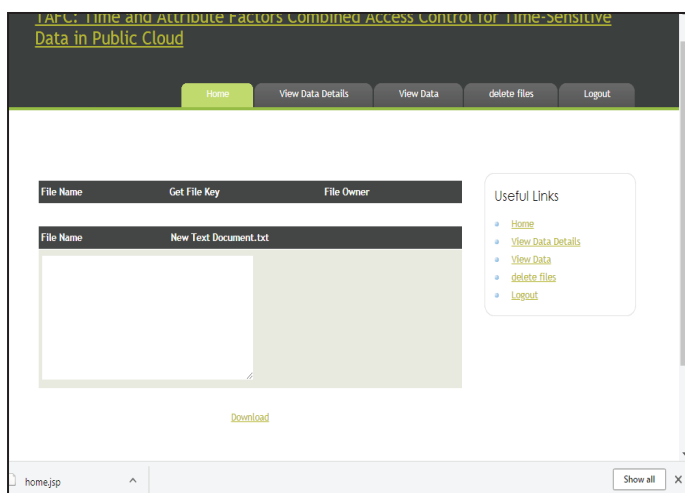 TAFC: Time and Attribute Factors Combined Access Control for Time-Sensitive
Data in Public Cloud
Home View Data Details View Data delete files Logout
File Name Get File Key File Owner
File Name New Text Document.txt
Download
Useful Links
Home
View Data Details
View Data
delete files
Logout
home.jsp Show all X